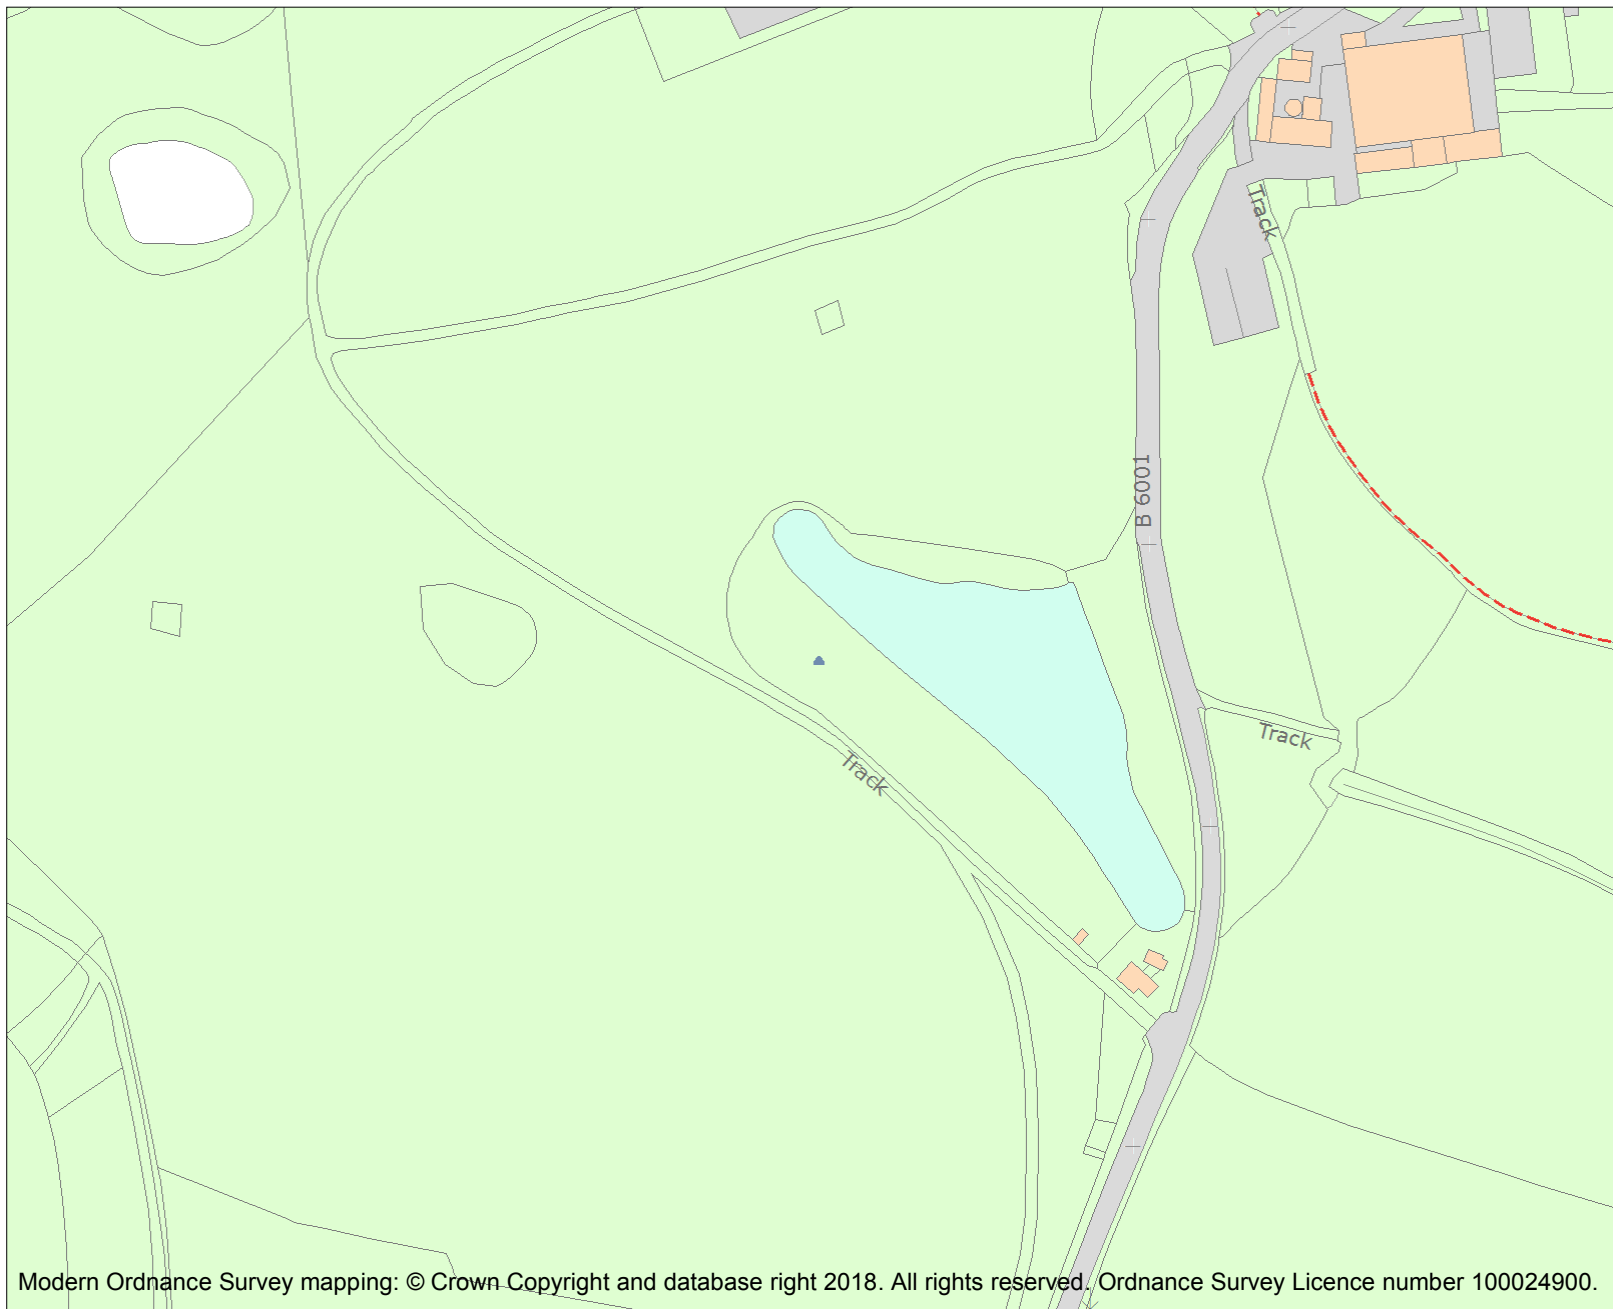 Track
B 6001
Track
Track
Modern Ordnance Survey mapping: © Crown Copyright and database right 2018. All rights reserved. Ordnance Survey Licence number 100024900.